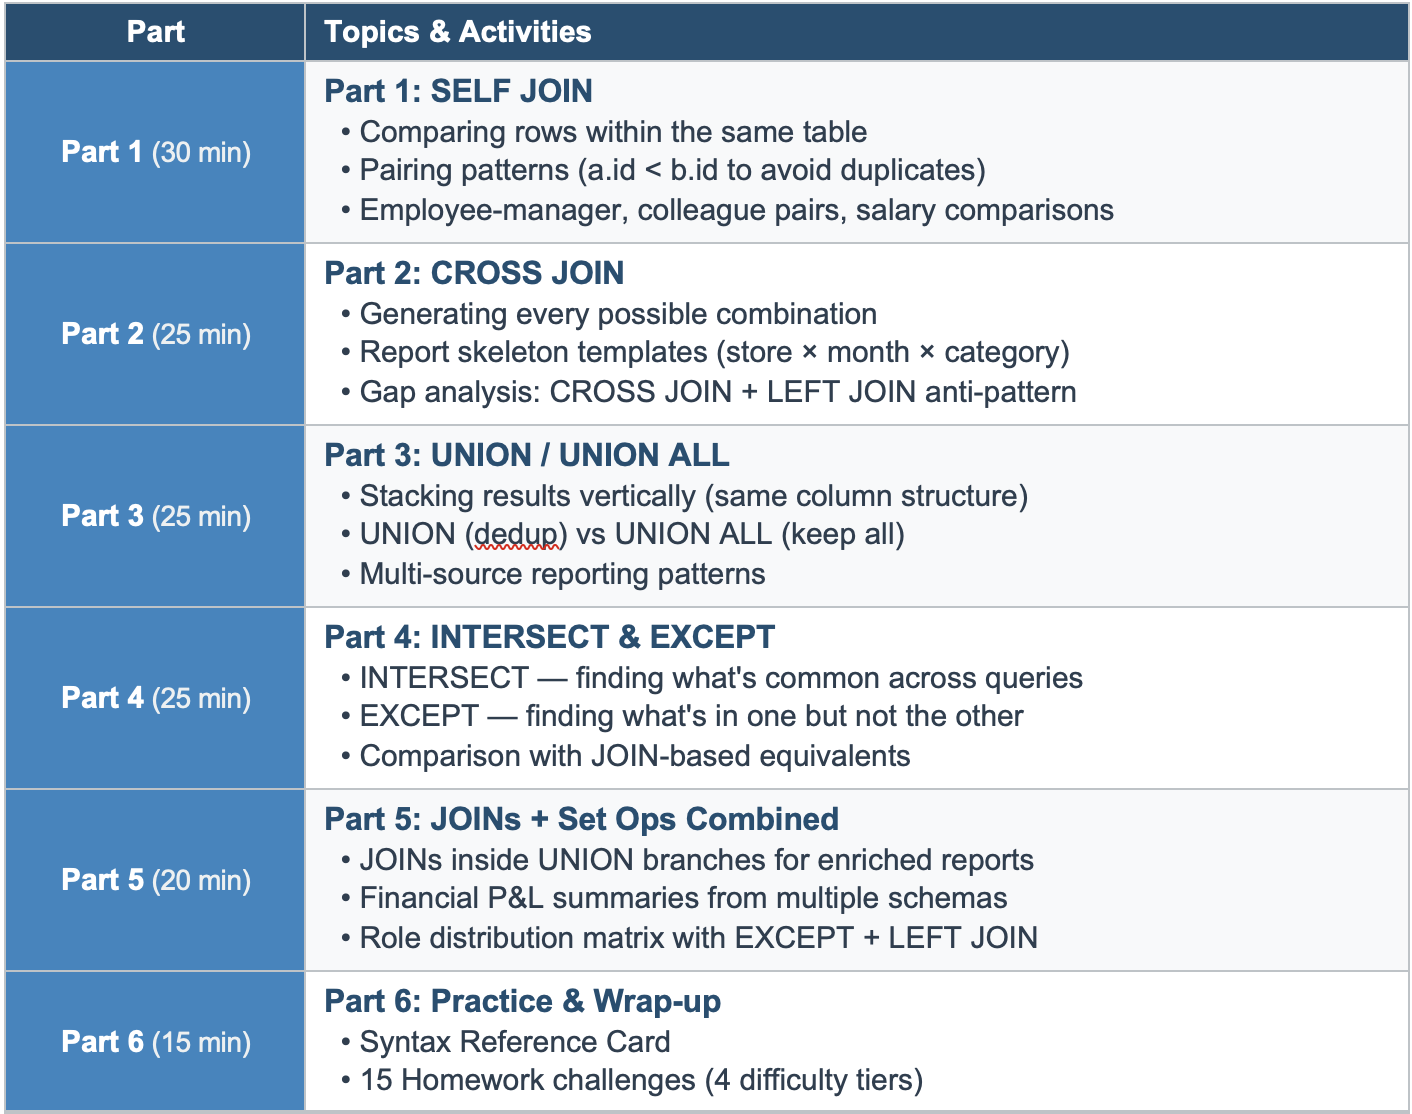 Part
Topics & Activities
Part 1 (30 min)
Part 1: SELF JOIN
• Comparing rows within the same table
• Pairing patterns (a.id < b.id to avoid duplicates)
• Employee-manager, colleague pairs, salary comparisons
Part 2 (25 min)
Part 2: CROSS JOIN
• Generating every possible combination
• Report skeleton templates (store × month × category)
• Gap analysis: CROSS JOIN + LEFT JOIN anti-pattern
Part 3 (25 min)
Part 3: UNION / UNION ALL
• Stacking results vertically (same column structure)
• UNION (dedup) vs UNION ALL (keep all)
• Multi-source reporting patterns
Part 4 (25 min)
Part 4: INTERSECT & EXCEPT
• INTERSECT — finding what's common across queries
• EXCEPT — finding what's in one but not the other
• Comparison with JOIN-based equivalents
Part 5 (20 min)
Part 5: JOINs + Set Ops Combined
• JOINs inside UNION branches for enriched reports
• Financial P&L summaries from multiple schemas
• Role distribution matrix with EXCEPT + LEFT JOIN
Part 6 (15 min)
Part 6: Practice & Wrap-up
• Syntax Reference Card
• 15 Homework challenges (4 difficulty tiers)